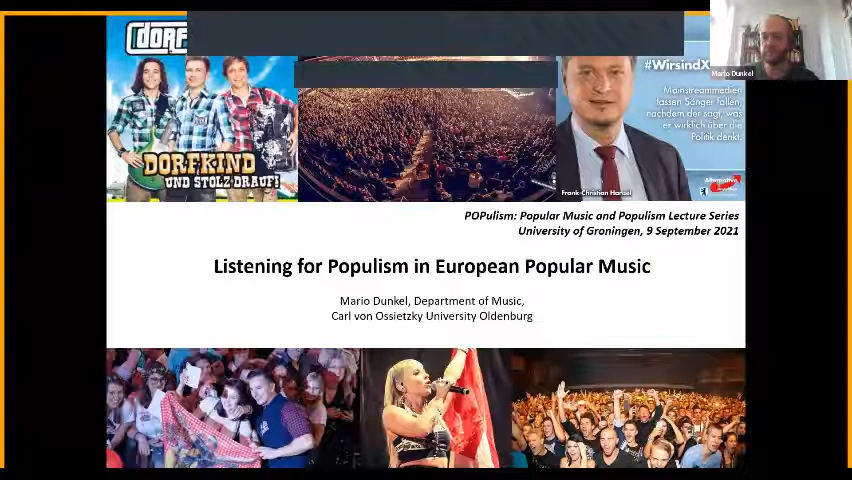 DORF
Mario Dunkel
#WirsindX
Mainstreammedien
lassen Sänger fallen,
nachdem der sagt, was
er wirklich über die
Politik denkt.
DORFKIND
UND STOLZ DRAUF!
Frank-Christian Hansel
Alternative
POPulism: Popular Music and Populism Lecture Series
University of Groningen, 9 September 2021
Listening for Populism in European Popular Music
Mario Dunkel, Department of Music,
Carl von Ossietzky University Oldenburg